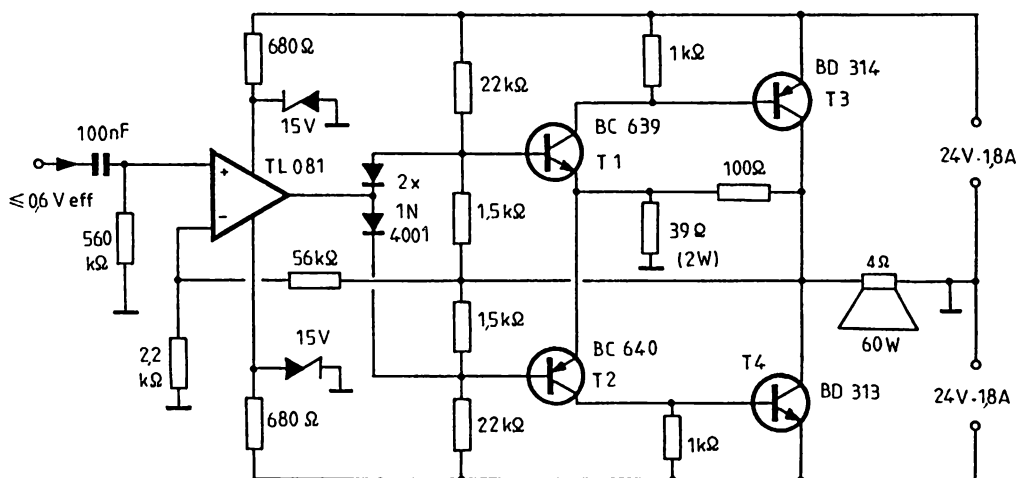 680 Ω
15V
100nF
≤ 0,6 V eff
560
kΩ
TL 081
+
−
2x
1N
4001
22kΩ
1,5kΩ
56kΩ
1,5kΩ
2,2
kΩ
15V
680 Ω
22kΩ
1kΩ
BC 639
T 1
BD 314
T3
100Ω
39Ω
(2W)
BC 640
T2
T4
BD 313
1kΩ
4Ω
60W
24V-1,8A
24V-1,8A